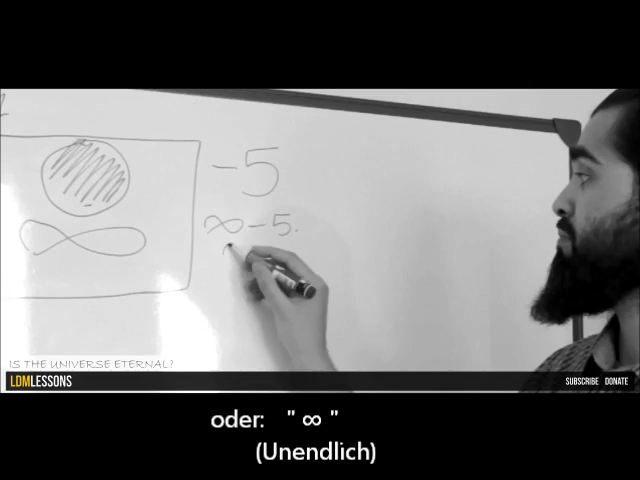 -5
∞
∞-5.
IS THE UNIVERSE ETERNAL?
LDMLESSONS
SUBSCRIBE DONATE
oder: " ∞ "
(Unendlich)